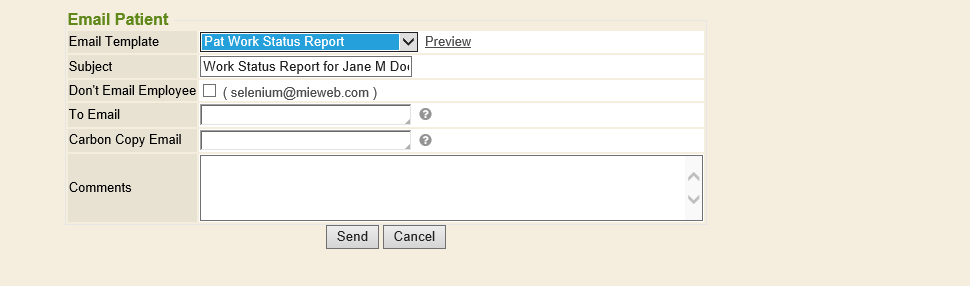 Email Patient
Email Template Pat Work Status Report Preview
Subject Work Status Report for Jane M Doe
Don't Email Employee ( selenium@mieweb.com )
To Email ?
Carbon Copy Email ?
Comments
Send Cancel